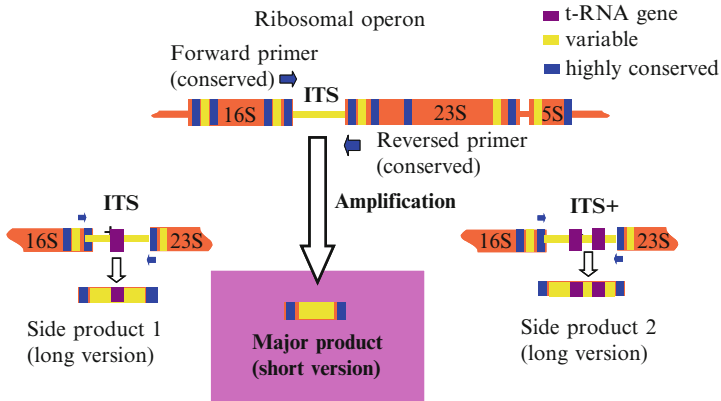 Ribosomal operon
t-RNA gene
variable
highly conserved
Forward primer
(conserved)
ITS
16S
23S
5S
Reversed primer
(conserved)
Amplification
ITS
+
16S
23S
ITS+
16S
23S
Side product 1
(long version)
Major product
(short version)
Side product 2
(long version)